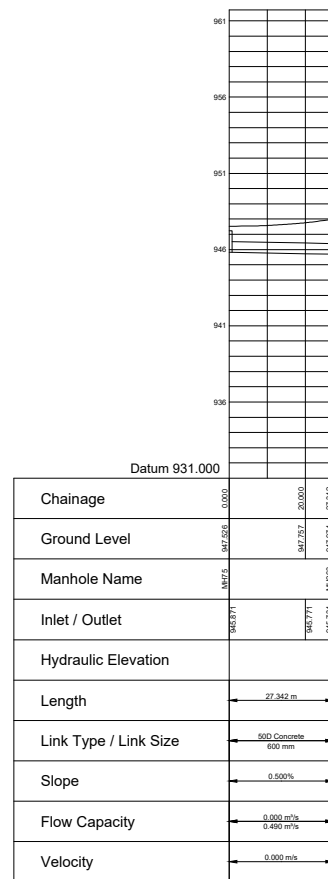 961
956
951
946
941
936
Datum 931.000
Chainage 0.000 20.000
Ground Level 947.526 947.757
Manhole Name MH75
Inlet / Outlet 945.871 945.771
Hydraulic Elevation
Length 27.342 m
Link Type / Link Size 50D Concrete
600 mm
Slope 0.500%
Flow Capacity 0.000 m³/s
0.490 m³/s
Velocity 0.000 m/s